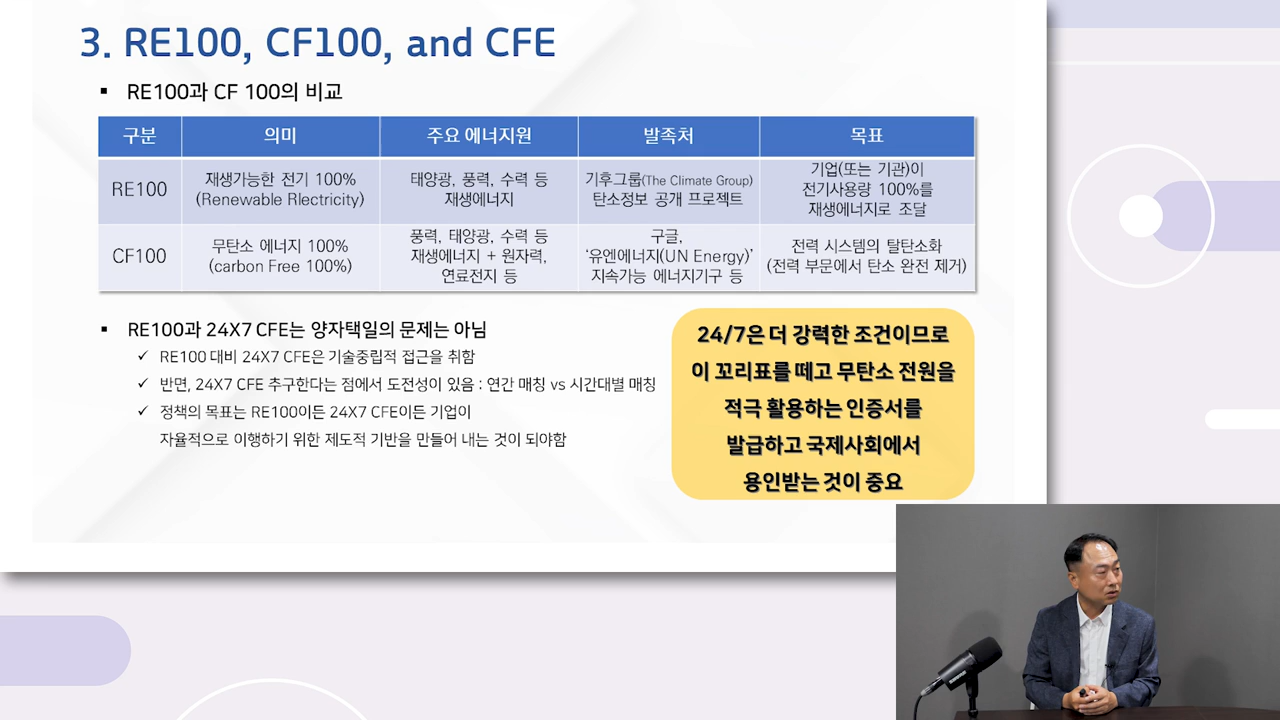 3. RE100, CF100, and CFE
▪ RE100과 CF 100의 비교
구분 의미 주요 에너지원 발족처 목표
RE100
재생가능한 전기 100%
(Renewable Rlectricity)
태양광, 풍력, 수력 등
재생에너지
기후그룹(The Climate Group)
탄소정보 공개 프로젝트
기업(또는 기관)이
전기사용량 100%를
재생에너지로 조달
CF100
무탄소 에너지 100%
(carbon Free 100%)
풍력, 태양광, 수력 등
재생에너지 + 원자력,
연료전지 등
구글,
‘유엔에너지(UN Energy)’
지속가능 에너지기구 등
전력 시스템의 탈탄소화
(전력 부문에서 탄소 완전 제거)
▪ RE100과 24X7 CFE는 양자택일의 문제는 아님
✓ RE100 대비 24X7 CFE은 기술중립적 접근을 취함
✓ 반면, 24X7 CFE 추구한다는 점에서 도전성이 있음 : 연간 매칭 vs 시간대별 매칭
✓ 정책의 목표는 RE100이든 24X7 CFE이든 기업이
자율적으로 이행하기 위한 제도적 기반을 만들어 내는 것이 되야함
24/7은 더 강력한 조건이므로
이 꼬리표를 떼고 무탄소 전원을
적극 활용하는 인증서를
발급하고 국제사회에서
용인받는 것이 중요